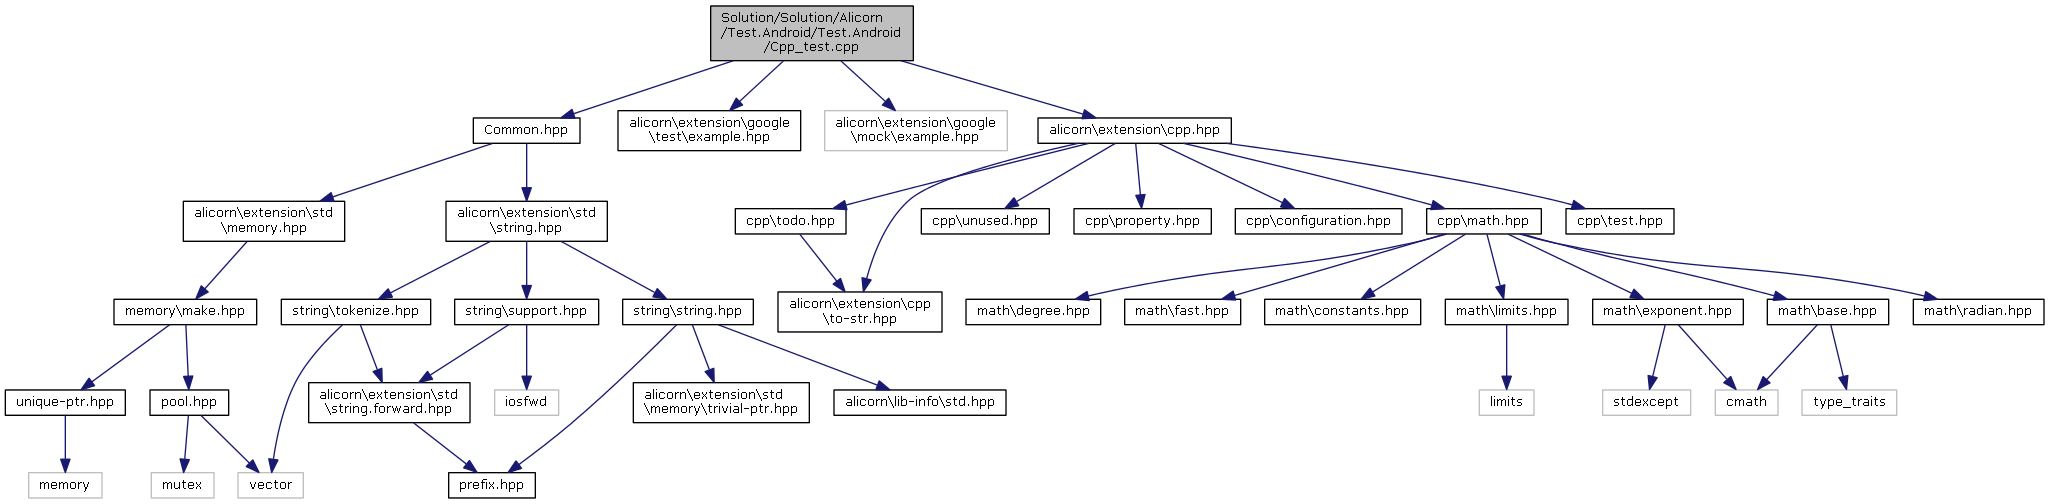 Solution/Solution/Alicorn
/Test.Android/Test.Android
/Cpp_test.cpp
Common.hpp
alicorn\extension\google
\test\example.hpp
alicorn\extension\google
\mock\example.hpp
alicorn\extension\cpp.hpp
alicorn\extension\std
\memory.hpp
alicorn\extension\std
\string.hpp
cpp\todo.hpp
cpp\unused.hpp
cpp\property.hpp
cpp\configuration.hpp
cpp\math.hpp
cpp\test.hpp
memory\make.hpp
string\tokenize.hpp
string\support.hpp
string\string.hpp
alicorn\extension\cpp
\to-str.hpp
math\degree.hpp
math\fast.hpp
math\constants.hpp
math\limits.hpp
math\exponent.hpp
math\base.hpp
math\radian.hpp
unique-ptr.hpp
pool.hpp
alicorn\extension\std
\string.forward.hpp
iosfwd
alicorn\extension\std
\memory\trivial-ptr.hpp
alicorn\lib-info\std.hpp
limits
stdexcept
cmath
type_traits
memory
mutex
vector
prefix.hpp